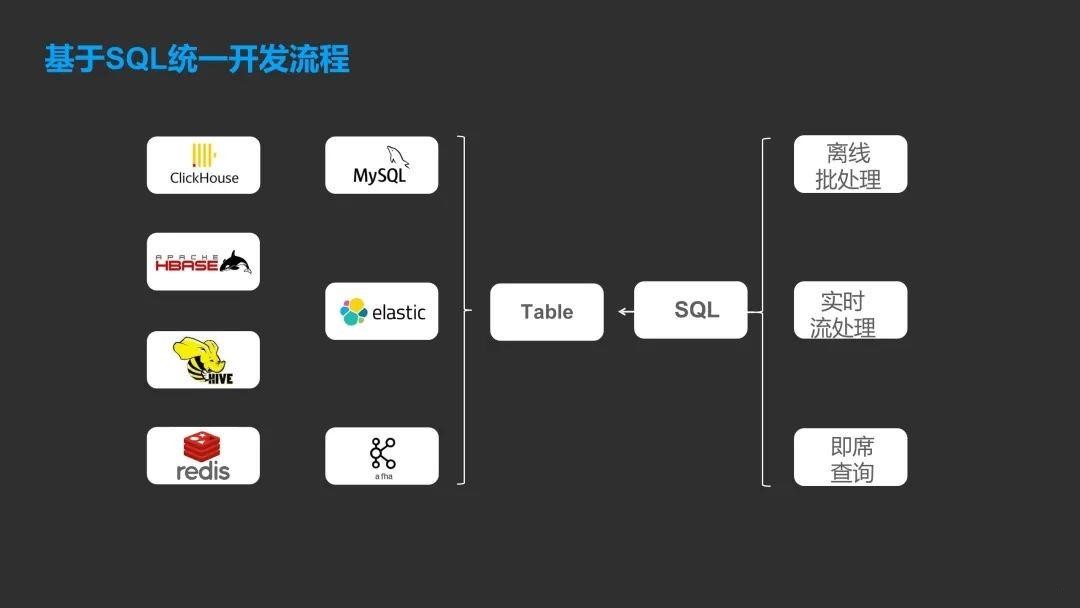 基于SQL统一开发流程
ClickHouse
MySQL
APACHE
HBASE
elastic
HIVE
redis
a fha
Table
SQL
离线
批处理
实时
流处理
即席
查询